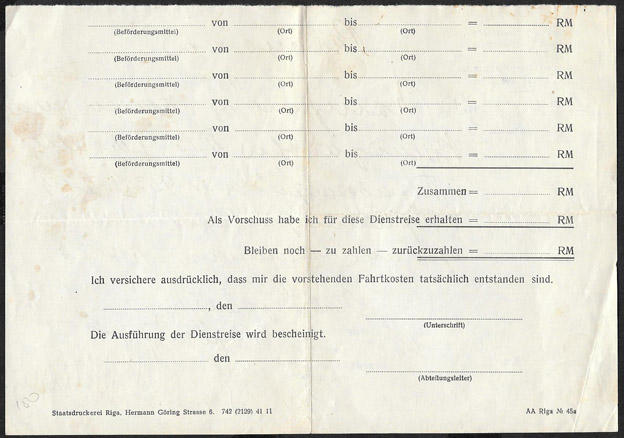 von bis = RM
(Beförderungsmittel) (Ort) (Ort)
von bis = RM
(Beförderungsmittel) (Ort) (Ort)
von bis = RM
(Beförderungsmittel) (Ort) (Ort)
von bis = RM
(Beförderungsmittel) (Ort) (Ort)
von bis = RM
(Beförderungsmittel) (Ort) (Ort)
von bis = RM
(Beförderungsmittel) (Ort) (Ort)
Zusammen = RM
Als Vorschuss habe ich für diese Dienstreise erhalten = RM
Bleiben noch — zu zahlen — zurückzuzahlen = RM
Ich versichere ausdrücklich, dass mir die vorstehenden Fahrtkosten tatsächlich entstanden sind.
, den
(Unterschrift)
Die Ausführung der Dienstreise wird bescheinigt.
den
(Abteilungsleiter)
180
Staatsdruckerei Riga, Hermann Göring Strasse 6. 742 (2129) 41 11 AA Riga № 45a